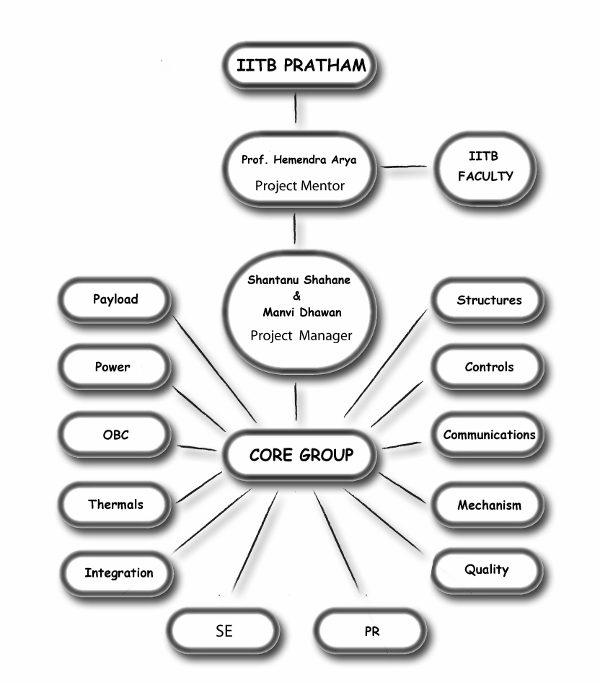 IITB PRATHAM
Prof. Hemendra Arya
Project Mentor
IITB
FACULTY
Shantanu Shahane
&
Manvi Dhawan
Project Manager
Payload
Structures
Power
Controls
OBC
Communications
CORE GROUP
Thermals
Mechanism
Integration
Quality
SE
PR